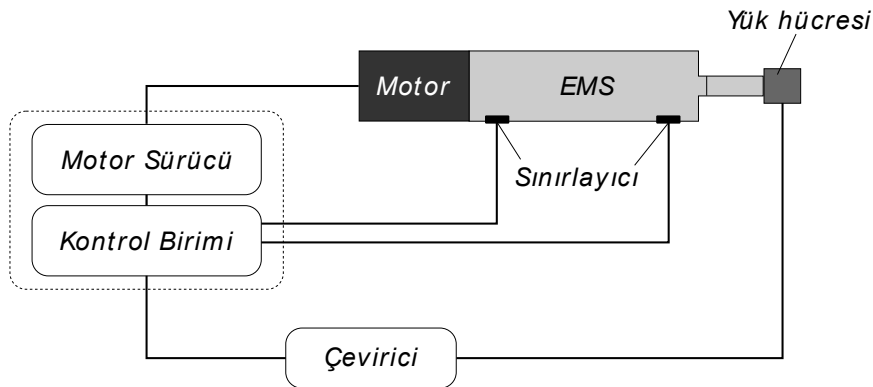 Yük hücresi
Motor
EMS
Motor Sürücü
Sınırlayıcı
Kontrol Birimi
Çevirici